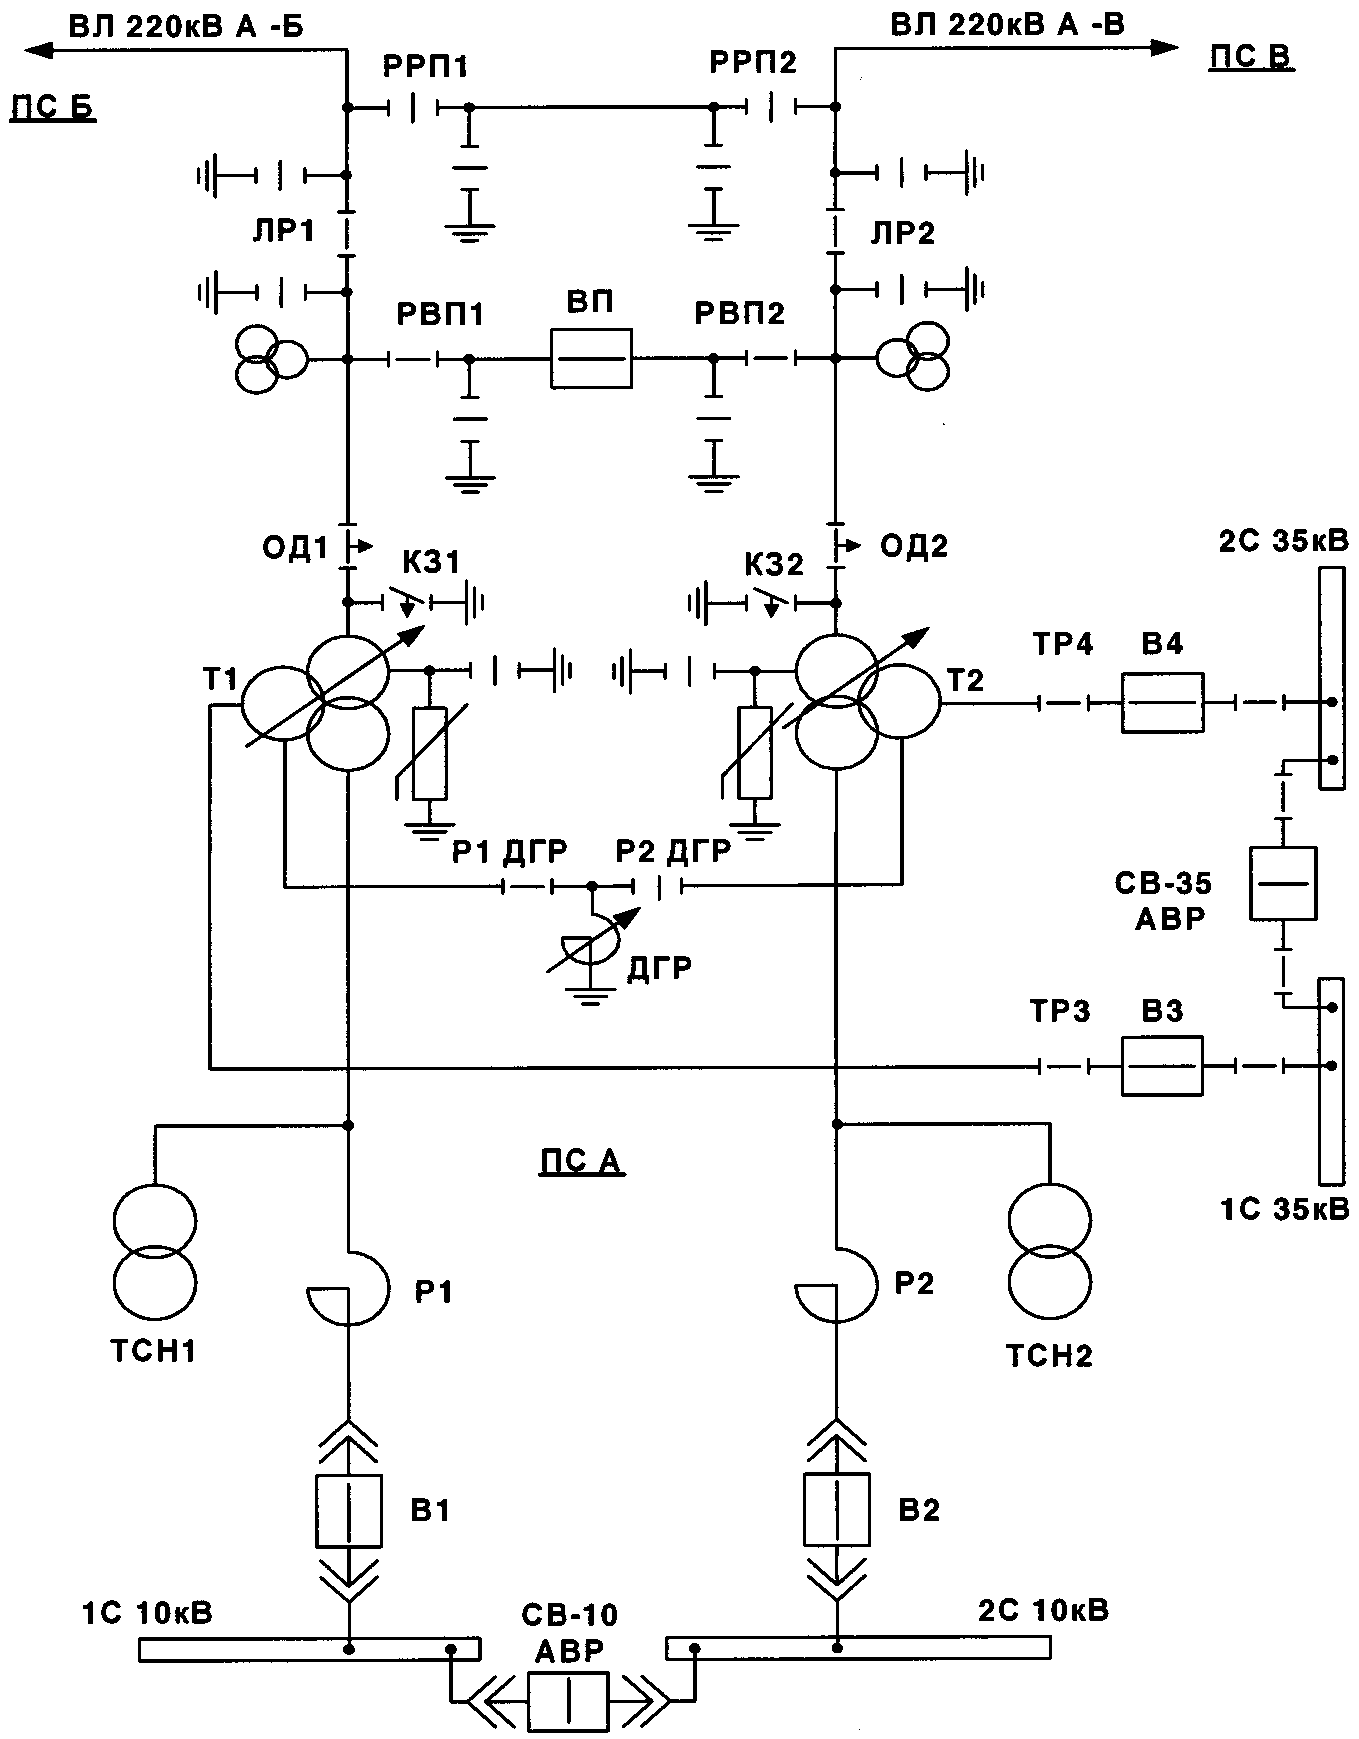 ВЛ 220кВ А -Б
ВЛ 220кВ А -В
ПС Б
ПС В
РРП1
РРП2
ЛР1
ЛР2
РВП1
ВП
РВП2
ОД1
КЗ1
КЗ2
ОД2
2С 35кВ
Т1
Т2
ТР4
В4
Р1 ДГР
Р2 ДГР
ДГР
СВ-35
АВР
ТР3
В3
1С 35кВ
ПС А
ТСН1
Р1
Р2
ТСН2
В1
В2
1С 10кВ
СВ-10
АВР
2С 10кВ